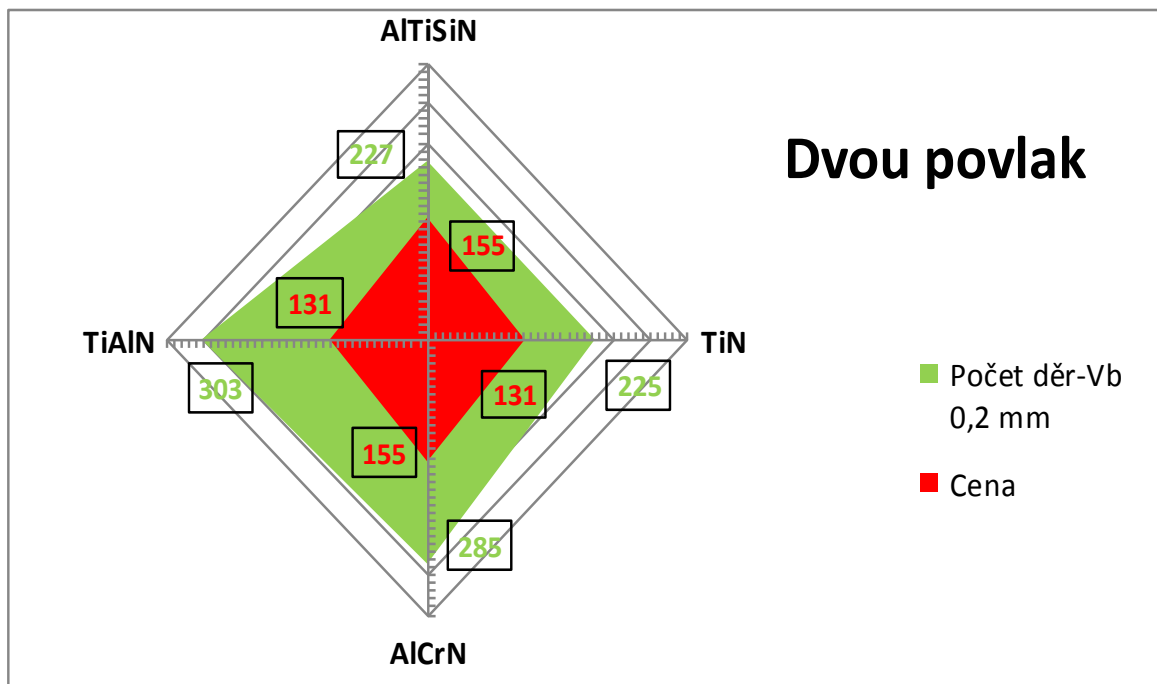 AlTiSiN
Dvou povlak
227
155
131
TiAlN
TiN
303
131
225
155
285
AlCrN
Počet děr-Vb
0,2 mm
Cena